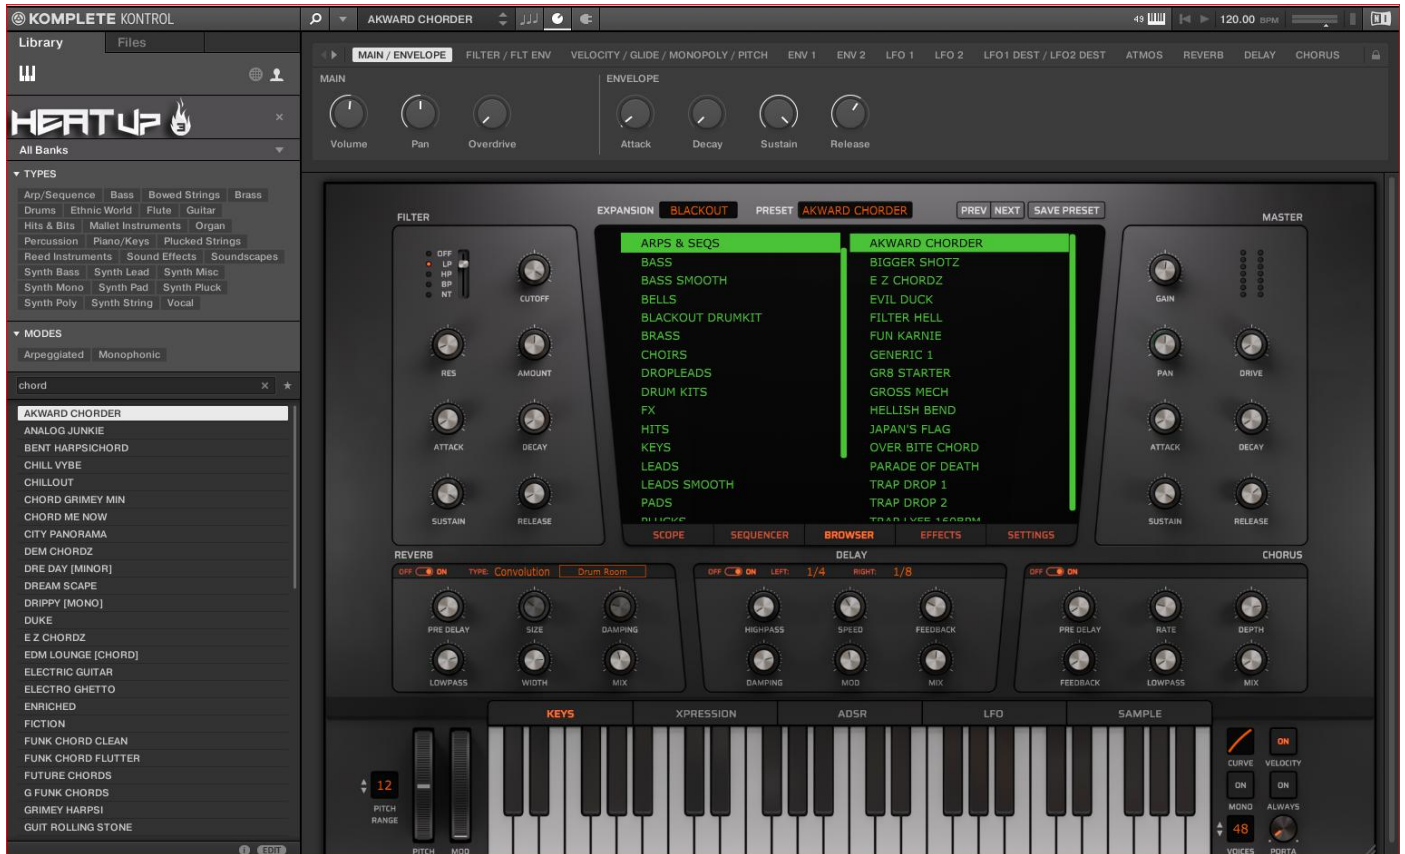 KOMPLETE KONTROL
AKWARD CHORDER
49
120.00 BPM
Library
Files
MAIN / ENVELOPE
FILTER / FLT ENV
VELOCITY / GLIDE / MONOPOLY / PITCH
ENV 1
ENV 2
LFO 1
LFO 2
LFO1 DEST / LFO2 DEST
ATMOS
REVERB
DELAY
CHORUS
MAIN
ENVELOPE
Volume
Pan
Overdrive
Attack
Decay
Sustain
Release
HEATUP 3
All Banks
TYPES
Arp/Sequence Bass Bowed Strings Brass
Drums Ethnic World Flute Guitar
Hits & Bits Mallet Instruments Organ
Percussion Piano/Keys Plucked Strings
Reed Instruments Sound Effects Soundscapes
Synth Bass Synth Lead Synth Misc
Synth Mono Synth Pad Synth Pluck
Synth Poly Synth String Vocal
MODES
Arpeggiated Monophonic
chord
AKWARD CHORDER
ANALOG JUNKIE
BENT HARPSICHORD
CHILL VYBE
CHILLOUT
CHORD GRIMEY MIN
CHORD ME NOW
CITY PANORAMA
DEM CHORDZ
DRE DAY [MINOR]
DREAM SCAPE
DRIPPY [MONO]
DUKE
E Z CHORDZ
EDM LOUNGE [CHORD]
ELECTRIC GUITAR
ELECTRO GHETTO
ENRICHED
FICTION
FUNK CHORD CLEAN
FUNK CHORD FLUTTER
FUTURE CHORDS
G FUNK CHORDS
GRIMEY HARPSI
GUIT ROLLING STONE
EDIT
FILTER
EXPANSION BLACKOUT PRESET AKWARD CHORDER PREV NEXT SAVE PRESET
MASTER
OFF
LP
HP
BP
NT
CUTOFF
RES
AMOUNT
ATTACK
DECAY
SUSTAIN
RELEASE
ARPS & SEQS
BASS
BASS SMOOTH
BELLS
BLACKOUT DRUMKIT
BRASS
CHOIRS
DROPLEADS
DRUM KITS
FX
HITS
KEYS
LEADS
LEADS SMOOTH
PADS
PLUCKS
AKWARD CHORDER
BIGGER SHOTZ
E Z CHORDZ
EVIL DUCK
FILTER HELL
FUN KARNIE
GENERIC 1
GR8 STARTER
GROSS MECH
HELLISH BEND
JAPAN'S FLAG
OVER BITE CHORD
PARADE OF DEATH
TRAP DROP 1
TRAP DROP 2
TRAP LYFE 160BPM
SCOPE
SEQUENCER
BROWSER
EFFECTS
SETTINGS
GAIN
PAN
DRIVE
ATTACK
DECAY
SUSTAIN
RELEASE
REVERB
OFF ON TYPE: Convolution Drum Room
PRE DELAY
SIZE
DAMPING
LOWPASS
WIDTH
MIX
DELAY
OFF ON LEFT: 1/4 RIGHT: 1/8
HIGHPASS
SPEED
FEEDBACK
DAMPING
MOD
MIX
CHORUS
OFF ON
PRE DELAY
RATE
DEPTH
FEEDBACK
LOWPASS
MIX
KEYS
XPRESSION
ADSR
LFO
SAMPLE
12
PITCH
RANGE
PITCH
MOD
CURVE
ON
VELOCITY
ON
MONO
ON
ALWAYS
48
VOICES
PORTA